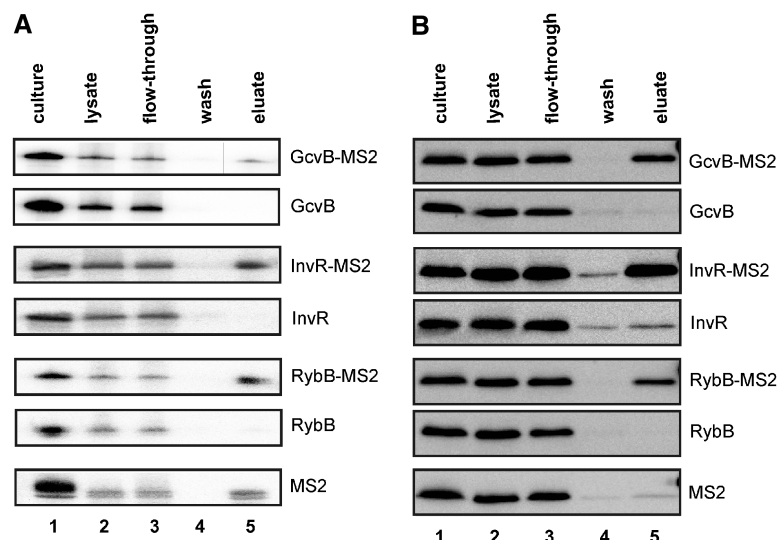 A
culture
lysate
flow-through
wash
eluate
GcvB-MS2
GcvB
InvR-MS2
InvR
RybB-MS2
RybB
MS2
1 2 3 4 5
B
culture
lysate
flow-through
wash
eluate
GcvB-MS2
GcvB
InvR-MS2
InvR
RybB-MS2
RybB
MS2
1 2 3 4 5